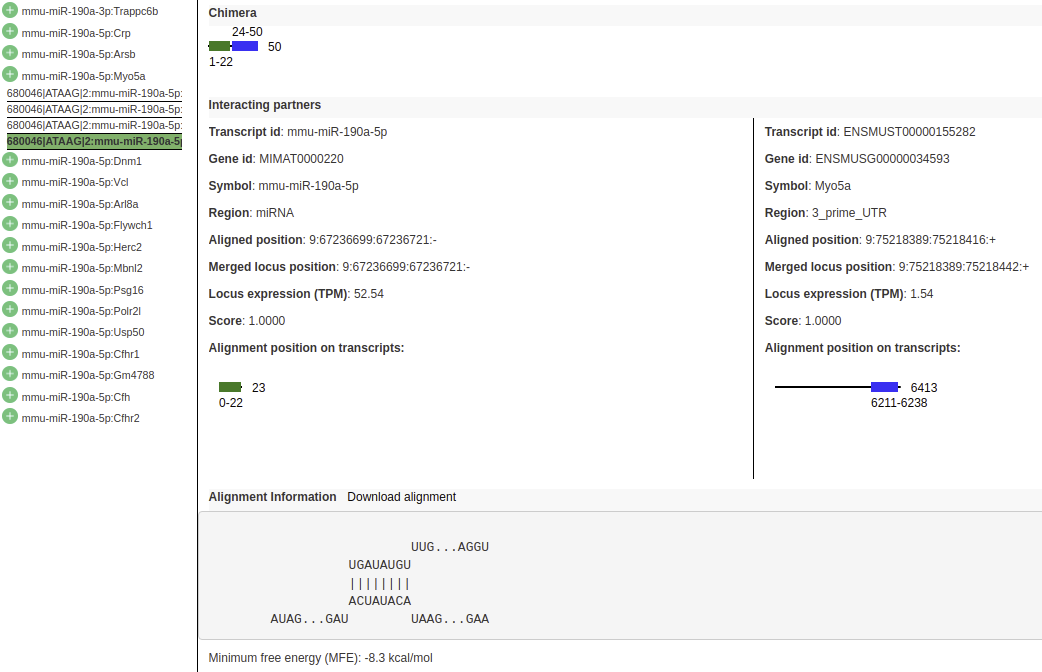 mmu-miR-190a-3p:Trappc6b
mmu-miR-190a-5p:Crp
mmu-miR-190a-5p:Arsb
mmu-miR-190a-5p:Myo5a
680046|ATAAG|2:mmu-miR-190a-5p:
680046|ATAAG|2:mmu-miR-190a-5p:
680046|ATAAG|2:mmu-miR-190a-5p:
680046|ATAAG|2:mmu-miR-190a-5p
mmu-miR-190a-5p:Dnm1
mmu-miR-190a-5p:Vcl
mmu-miR-190a-5p:Arl8a
mmu-miR-190a-5p:Flywch1
mmu-miR-190a-5p:Herc2
mmu-miR-190a-5p:Mbnl2
mmu-miR-190a-5p:Psg16
mmu-miR-190a-5p:Polr2l
mmu-miR-190a-5p:Usp50
mmu-miR-190a-5p:Cfhr1
mmu-miR-190a-5p:Gm4788
mmu-miR-190a-5p:Cfh
mmu-miR-190a-5p:Cfhr2
Chimera
24-50
50
1-22
Interacting partners
Transcript id: mmu-miR-190a-5p
Gene id: MIMAT0000220
Symbol: mmu-miR-190a-5p
Region: miRNA
Aligned position: 9:67236699:67236721:-
Merged locus position: 9:67236699:67236721:-
Locus expression (TPM): 52.54
Score: 1.0000
Alignment position on transcripts:
23
0-22
Transcript id: ENSMUST00000155282
Gene id: ENSMUSG00000034593
Symbol: Myo5a
Region: 3_prime_UTR
Aligned position: 9:75218389:75218416:+
Merged locus position: 9:75218389:75218442:+
Locus expression (TPM): 1.54
Score: 1.0000
Alignment position on transcripts:
6413
6211-6238
Alignment Information Download alignment
UUG...AGGU
UGAUAUGU
||||||||
ACUAUACA
AUAG...GAU UAAG...GAA
Minimum free energy (MFE): -8.3 kcal/mol